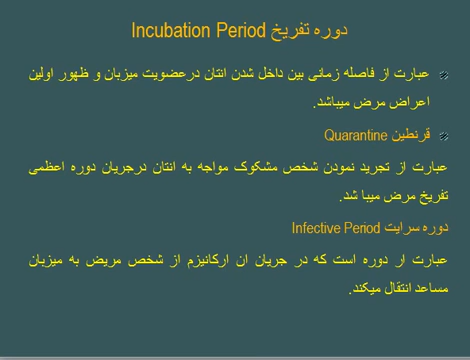 دوره تفریخ Incubation Period
عبارت از فاصله زمانی بین داخل شدن انتان درعضویت میزبان و ظهور اولین
اعراض مرض میباشد.
قرنطین Quarantine
عبارت از تجرید نمودن شخص مشکوک مواجه به انتان درجریان دوره اعظمی
تفریخ مرض میبا شد.
دوره سرایت Infective Period
عبارت ار دوره است که در جریان ان ارکانیزم از شخص مریض به میزبان
مساعد انتقال میکند.